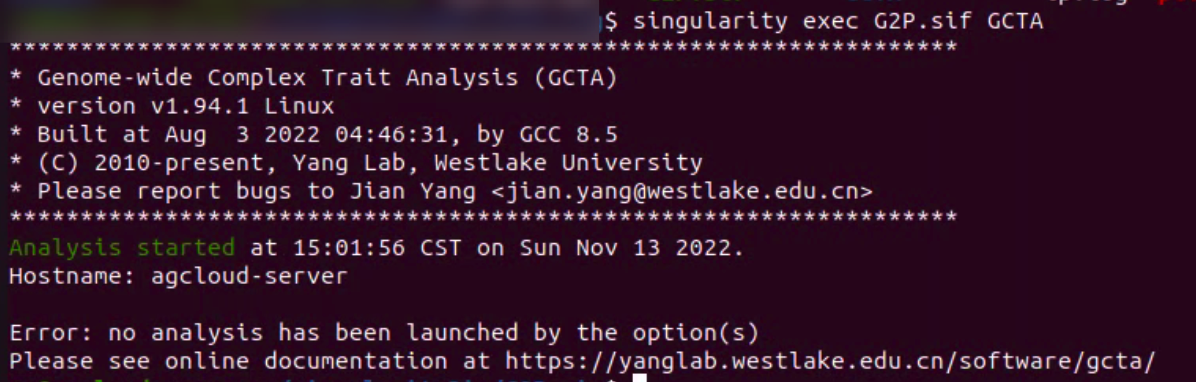 $ singularity exec G2P.sif GCTA
*******************************************************************
* Genome-wide Complex Trait Analysis (GCTA)
* version v1.94.1 Linux
* Built at Aug  3 2022 04:46:31, by GCC 8.5
* (C) 2010-present, Yang Lab, Westlake University
* Please report bugs to Jian Yang <jian.yang@westlake.edu.cn>
*******************************************************************
Analysis started at 15:01:56 CST on Sun Nov 13 2022.
Hostname: agcloud-server
Error: no analysis has been launched by the option(s)
Please see online documentation at https://yanglab.westlake.edu.cn/software/gcta/